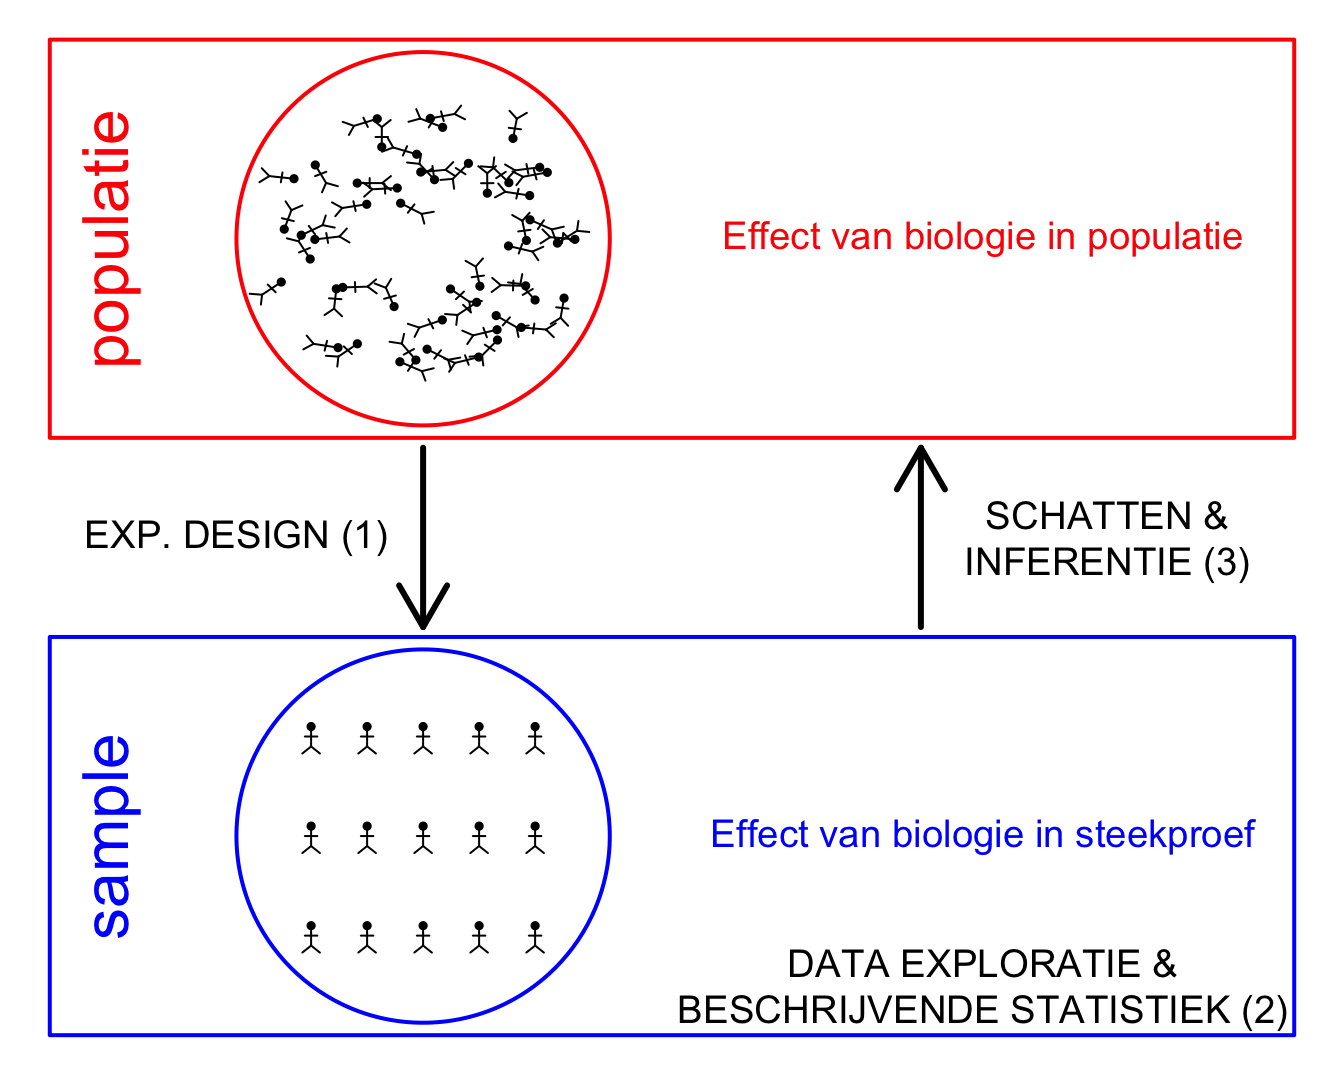 populatie
Effect van biologie in populatie
EXP. DESIGN (1)
SCHATTEN &
INFERENTIE (3)
sample
Effect van biologie in steekproef
DATA EXPLORATIE &
BESCHRIJVENDE STATISTIEK (2)